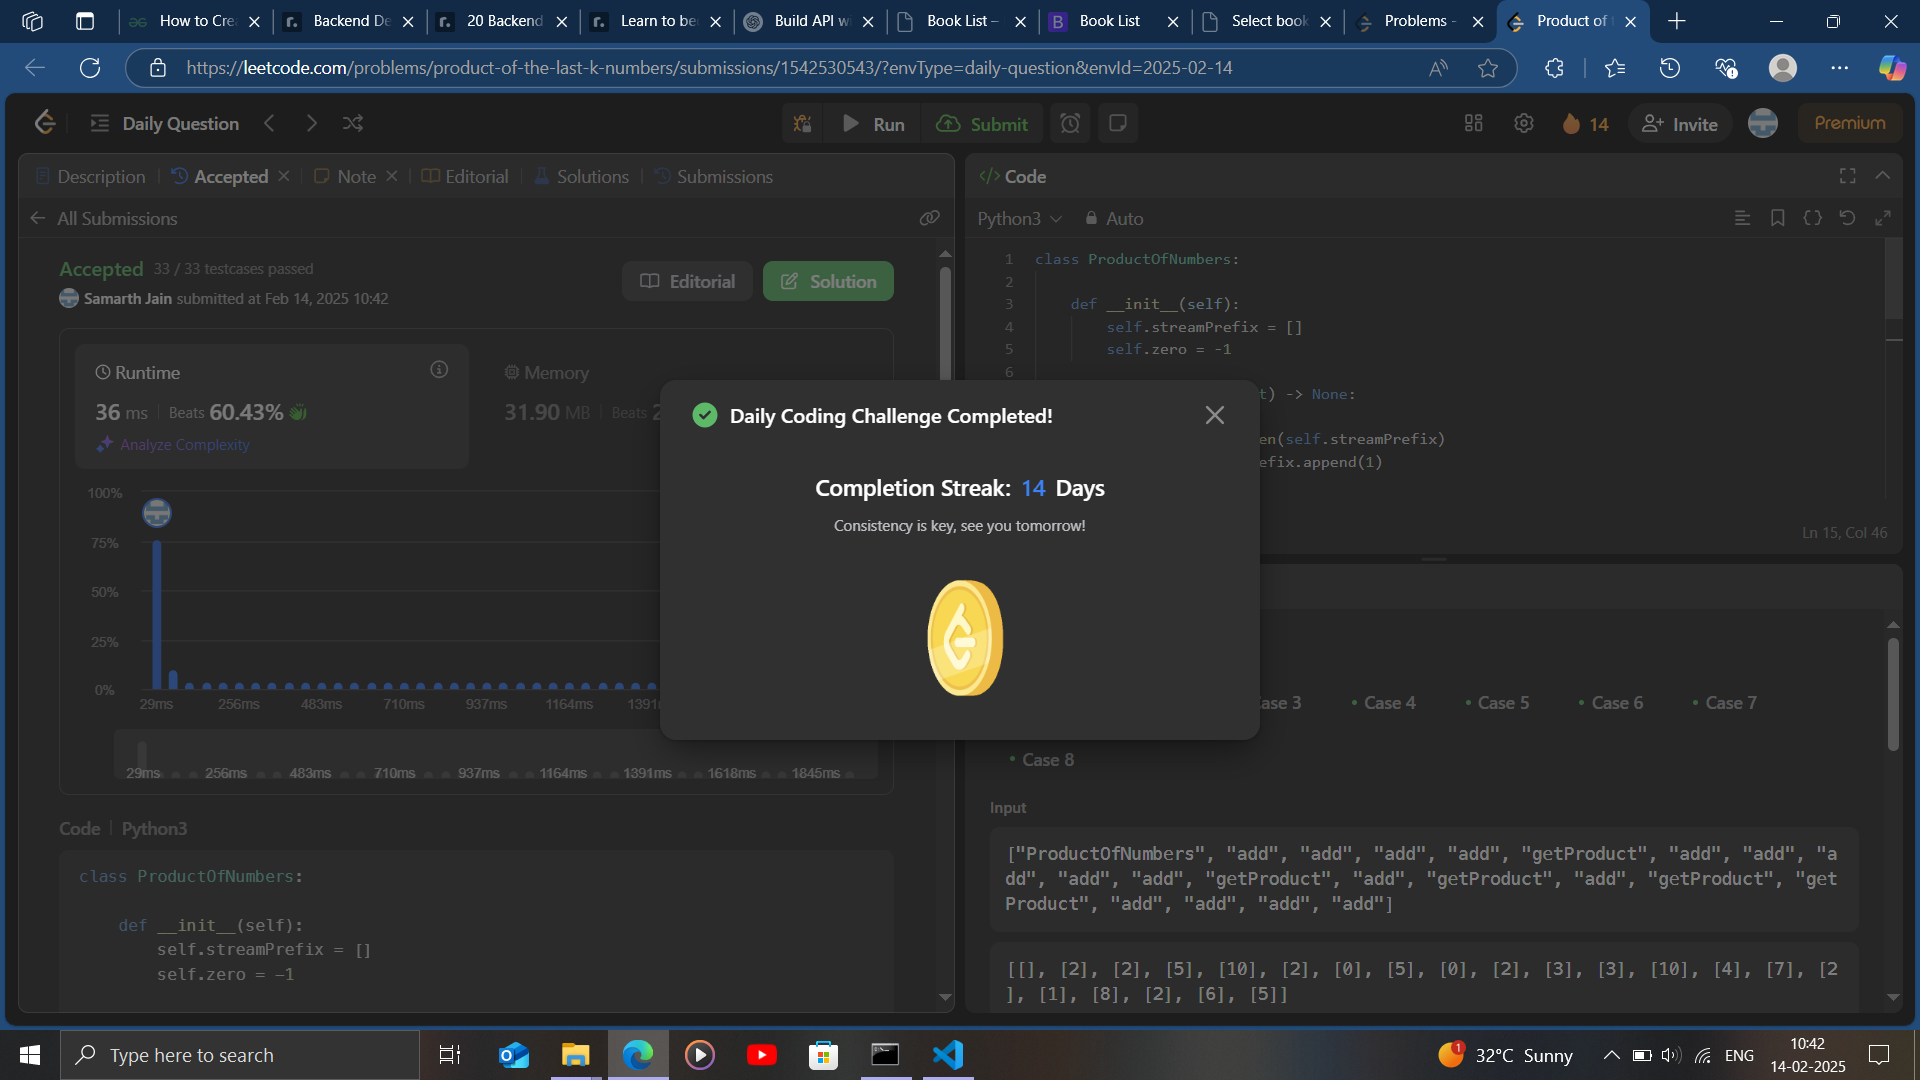 How to Cre
Backend De
20 Backend
Learn to be
Build API w
Book List –
Book List
Select book
Problems -
Product of
https://leetcode.com/problems/product-of-the-last-k-numbers/submissions/1542530543/?envType=daily-question&envId=2025-02-14
Daily Question
Run
Submit
14
Invite
Premium
Description
Accepted
Note
Editorial
Solutions
Submissions
All Submissions
Accepted 33 / 33 testcases passed
Samarth Jain submitted at Feb 14, 2025 10:42
Editorial
Solution
Runtime
36 ms | Beats 60.43%
Analyze Complexity
Memory
31.90 MB | Beats 2
100%
75%
50%
25%
0%
29ms 256ms 483ms 710ms 937ms 1164ms 1391
29ms 256ms 483ms 710ms 937ms 1164ms 1391ms 1618ms 1845ms
Code | Python3
class ProductOfNumbers:
def __init__(self):
self.streamPrefix = []
self.zero = -1
Daily Coding Challenge Completed!
Completion Streak: 14 Days
Consistency is key, see you tomorrow!
</> Code
Python3
Auto
1 class ProductOfNumbers:
2
3 def __init__(self):
4 self.streamPrefix = []
5 self.zero = -1
6
t) -> None:
en(self.streamPrefix)
efix.append(1)
Ln 15, Col 46
ase 3
Case 4
Case 5
Case 6
Case 7
Case 8
Input
["ProductOfNumbers", "add", "add", "add", "add", "getProduct", "add", "add", "a
dd", "add", "add", "getProduct", "add", "getProduct", "add", "getProduct", "get
Product", "add", "add", "add", "add"]
[[], [2], [2], [5], [10], [2], [0], [5], [0], [2], [3], [3], [10], [4], [7], [2
], [1], [8], [2], [6], [5]]
Type here to search
1
32°C Sunny
ENG
10:42
14-02-2025